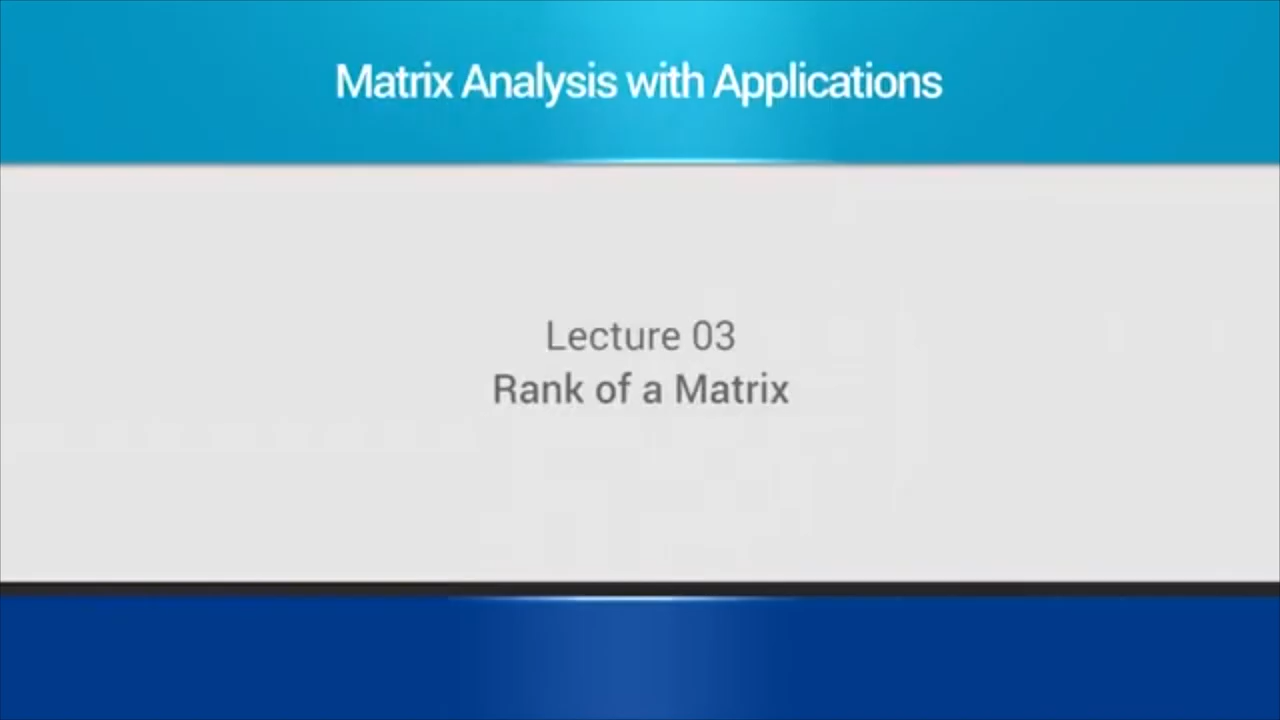 Matrix Analysis with Applications
Lecture 03
Rank of a Matrix